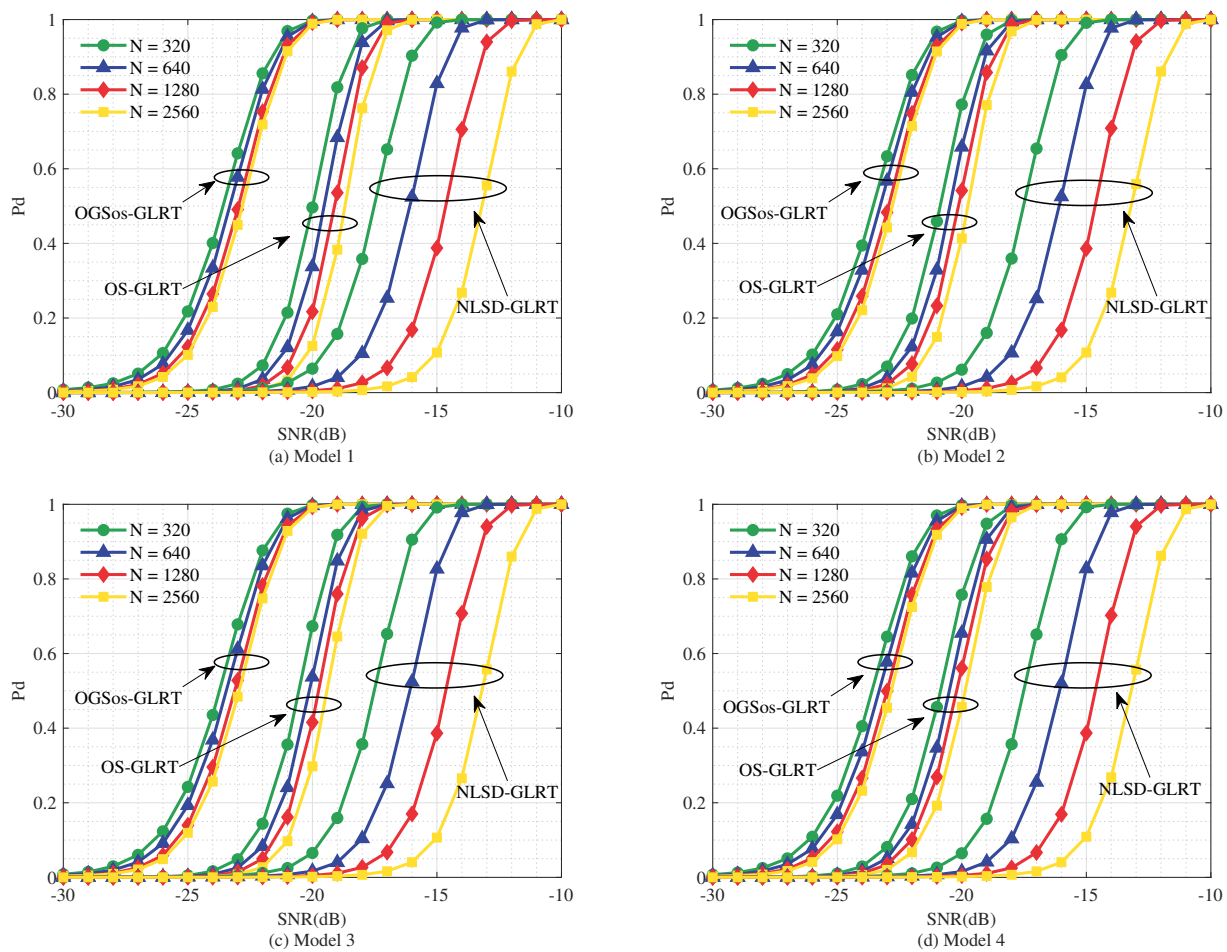 1
0.8
0.6
0.4
0.2
0
Pd
N = 320
N = 640
N = 1280
N = 2560
OGSos-GLRT
OS-GLRT
NLSD-GLRT
-30 -25 -20 -15 -10
SNR(dB)
(a) Model 1
1
0.8
0.6
0.4
0.2
0
Pd
N = 320
N = 640
N = 1280
N = 2560
OGSos-GLRT
OS-GLRT
NLSD-GLRT
-30 -25 -20 -15 -10
SNR(dB)
(b) Model 2
1
0.8
0.6
0.4
0.2
0
Pd
N = 320
N = 640
N = 1280
N = 2560
OGSos-GLRT
OS-GLRT
NLSD-GLRT
-30 -25 -20 -15 -10
SNR(dB)
(c) Model 3
1
0.8
0.6
0.4
0.2
0
Pd
N = 320
N = 640
N = 1280
N = 2560
OGSos-GLRT
OS-GLRT
NLSD-GLRT
-30 -25 -20 -15 -10
SNR(dB)
(d) Model 4